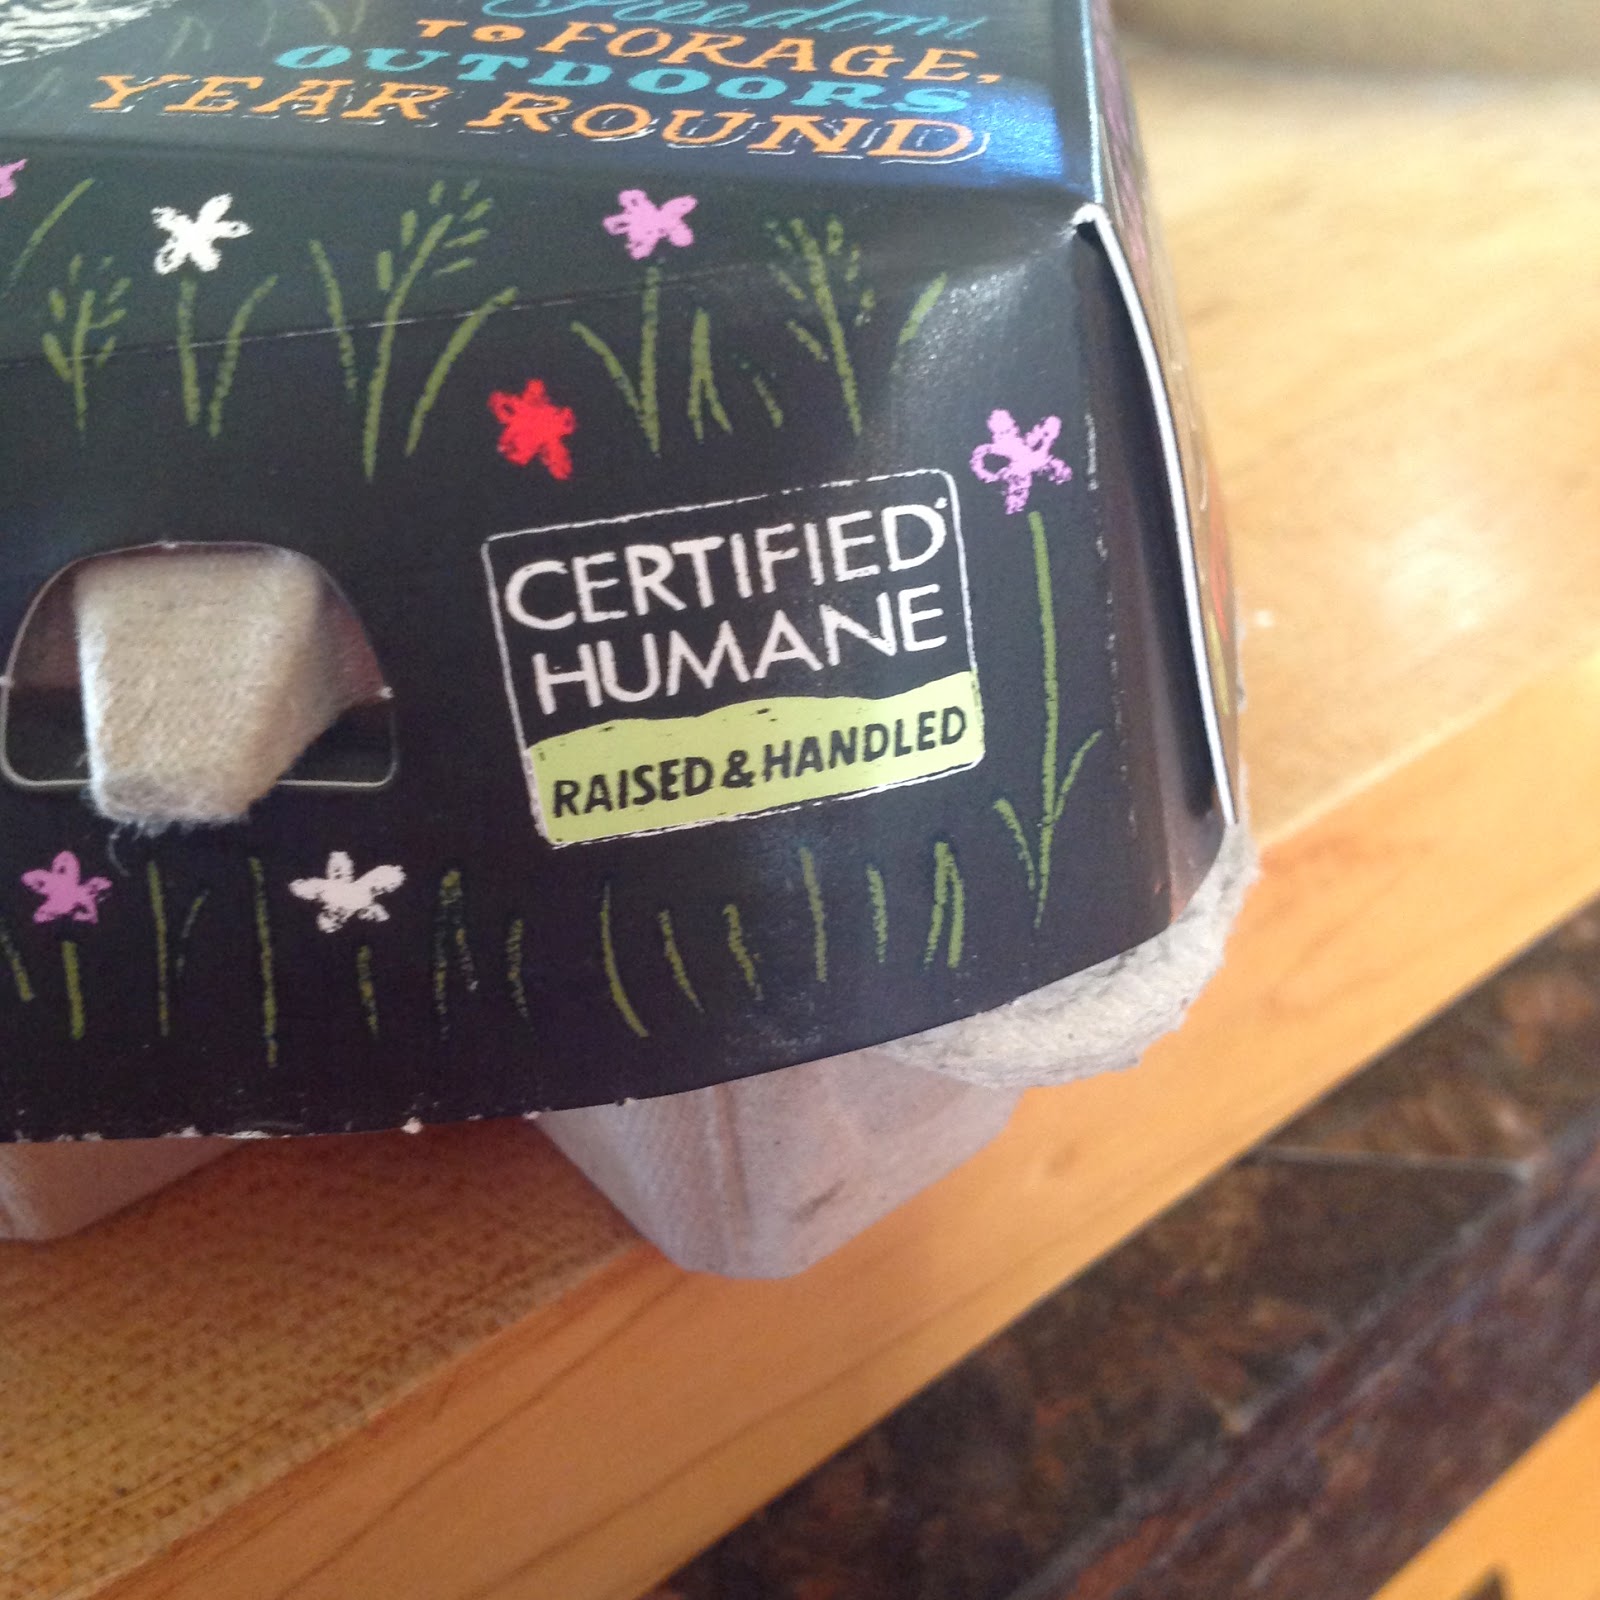 Freedom
TO FORAGE,
OUTDOORS
YEAR ROUND
CERTIFIED
HUMANE
RAISED & HANDLED